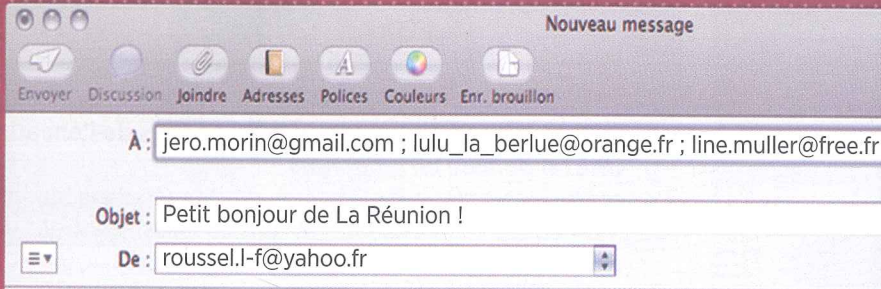 Nouveau message
Envoyer Discussion Joindre Adresses Polices Couleurs Enr. brouillon
À : jero.morin@gmail.com ; lulu_la_berlue@orange.fr ; line.muller@free.fr
Objet : Petit bonjour de La Réunion !
De : roussel.l-f@yahoo.fr